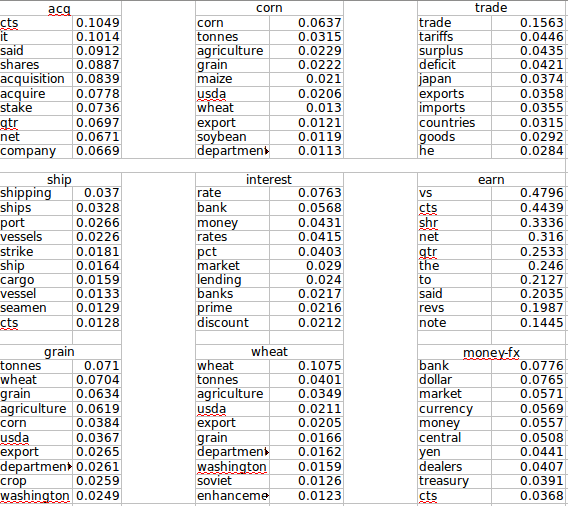 acq corn trade
cts 0.1049 corn 0.0637 trade 0.1563
it 0.1014 tonnes 0.0315 tariffs 0.0446
said 0.0912 agriculture 0.0229 surplus 0.0435
shares 0.0887 grain 0.0222 deficit 0.0421
acquisition 0.0839 maize 0.021 japan 0.0374
acquire 0.0778 usda 0.0206 exports 0.0358
stake 0.0736 wheat 0.013 imports 0.0355
qtr 0.0697 export 0.0121 countries 0.0315
net 0.0671 soybean 0.0119 goods 0.0292
company 0.0669 departmen 0.0113 he 0.0284
ship interest earn
shipping 0.037 rate 0.0763 vs 0.4796
ships 0.0328 bank 0.0568 cts 0.4439
port 0.0266 money 0.0431 shr 0.3336
vessels 0.0226 rates 0.0415 net 0.316
strike 0.0181 pct 0.0403 qtr 0.2533
ship 0.0164 market 0.029 the 0.246
cargo 0.0159 lending 0.024 to 0.2127
vessel 0.0133 banks 0.0217 said 0.2035
seamen 0.0129 prime 0.0216 revs 0.1987
cts 0.0128 discount 0.0212 note 0.1445
grain wheat money-fx
tonnes 0.071 wheat 0.1075 bank 0.0776
wheat 0.0704 tonnes 0.0401 dollar 0.0765
grain 0.0634 agriculture 0.0349 market 0.0571
agriculture 0.0619 usda 0.0211 currency 0.0569
corn 0.0384 export 0.0205 money 0.0557
usda 0.0367 grain 0.0166 central 0.0508
export 0.0265 departmen 0.0162 yen 0.0441
departmen 0.0261 washington 0.0159 dealers 0.0407
crop 0.0259 soviet 0.0126 treasury 0.0391
washington 0.0249 enhanceme 0.0123 cts 0.0368